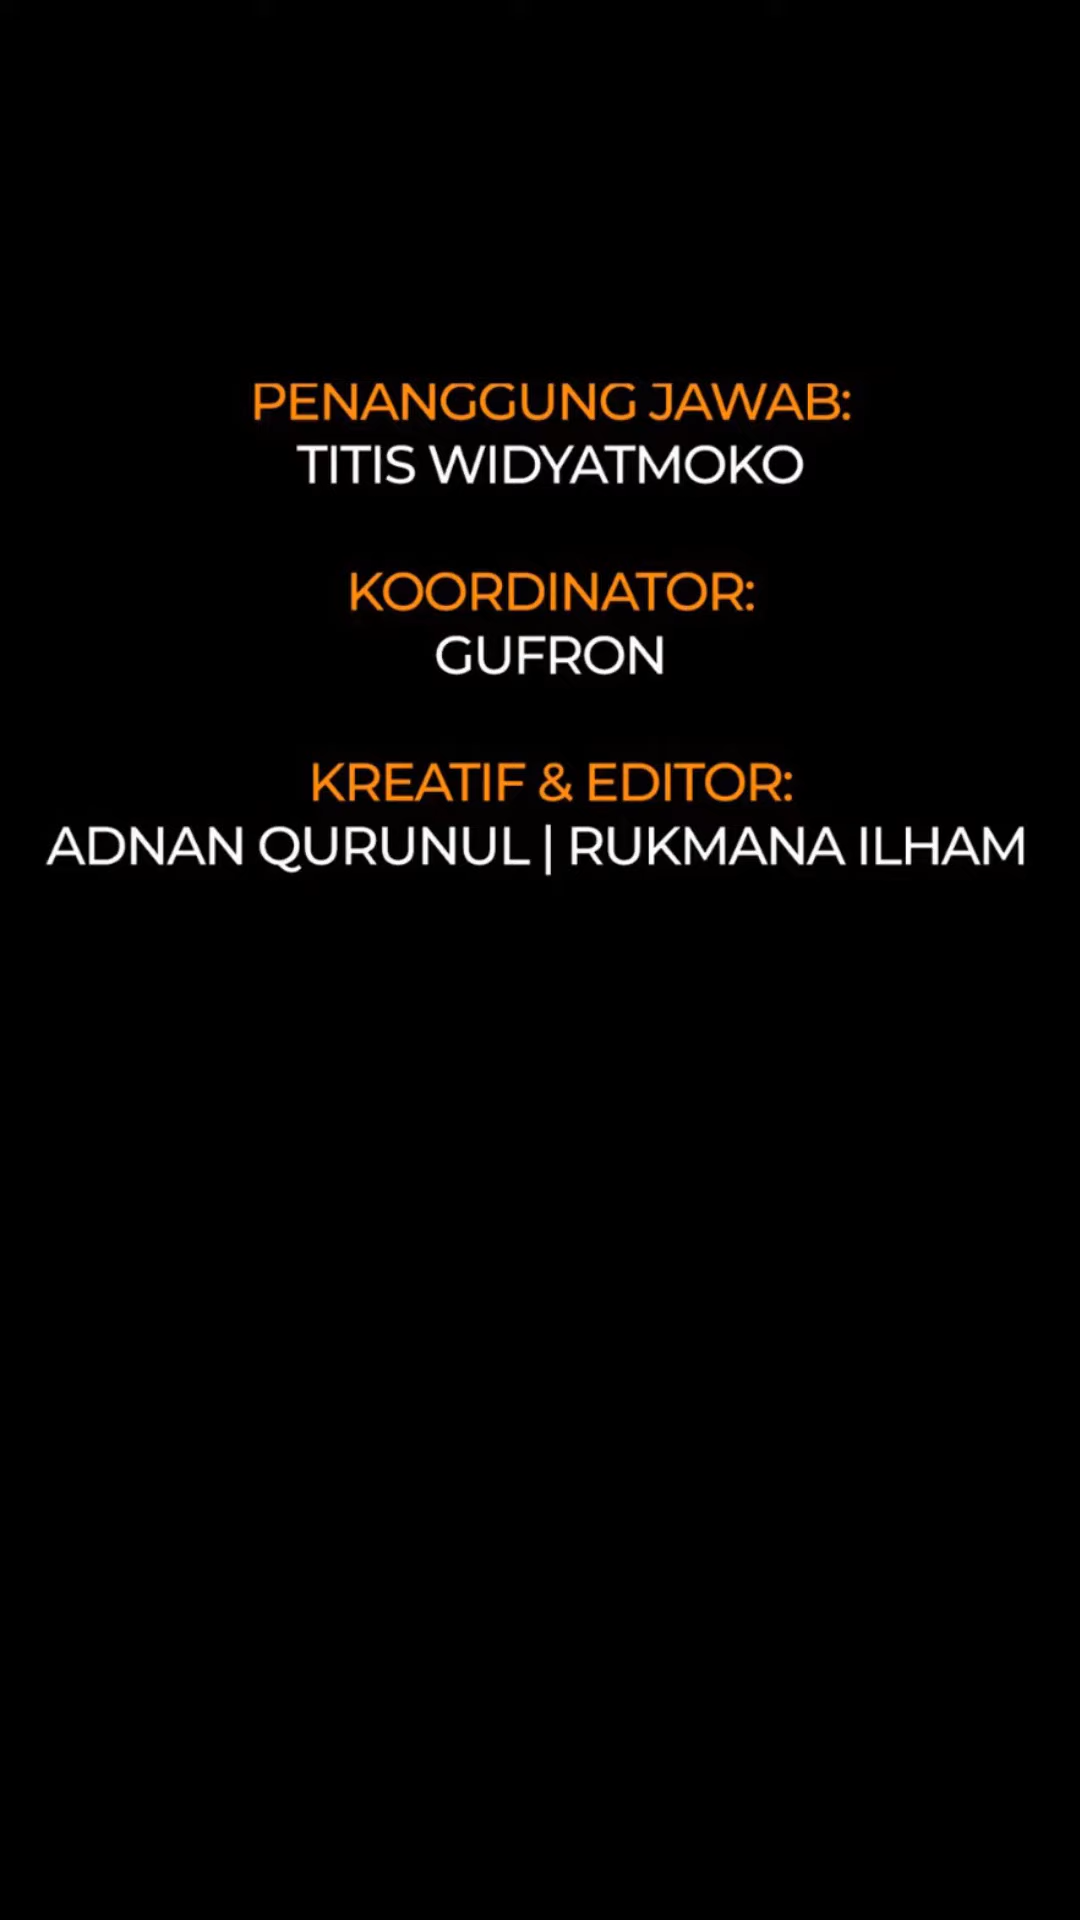 PENANGGUNG JAWAB:
TITIS WIDYATMOKO
KOORDINATOR:
GUFRON
KREATIF & EDITOR:
ADNAN QURUNUL | RUKMANA ILHAM